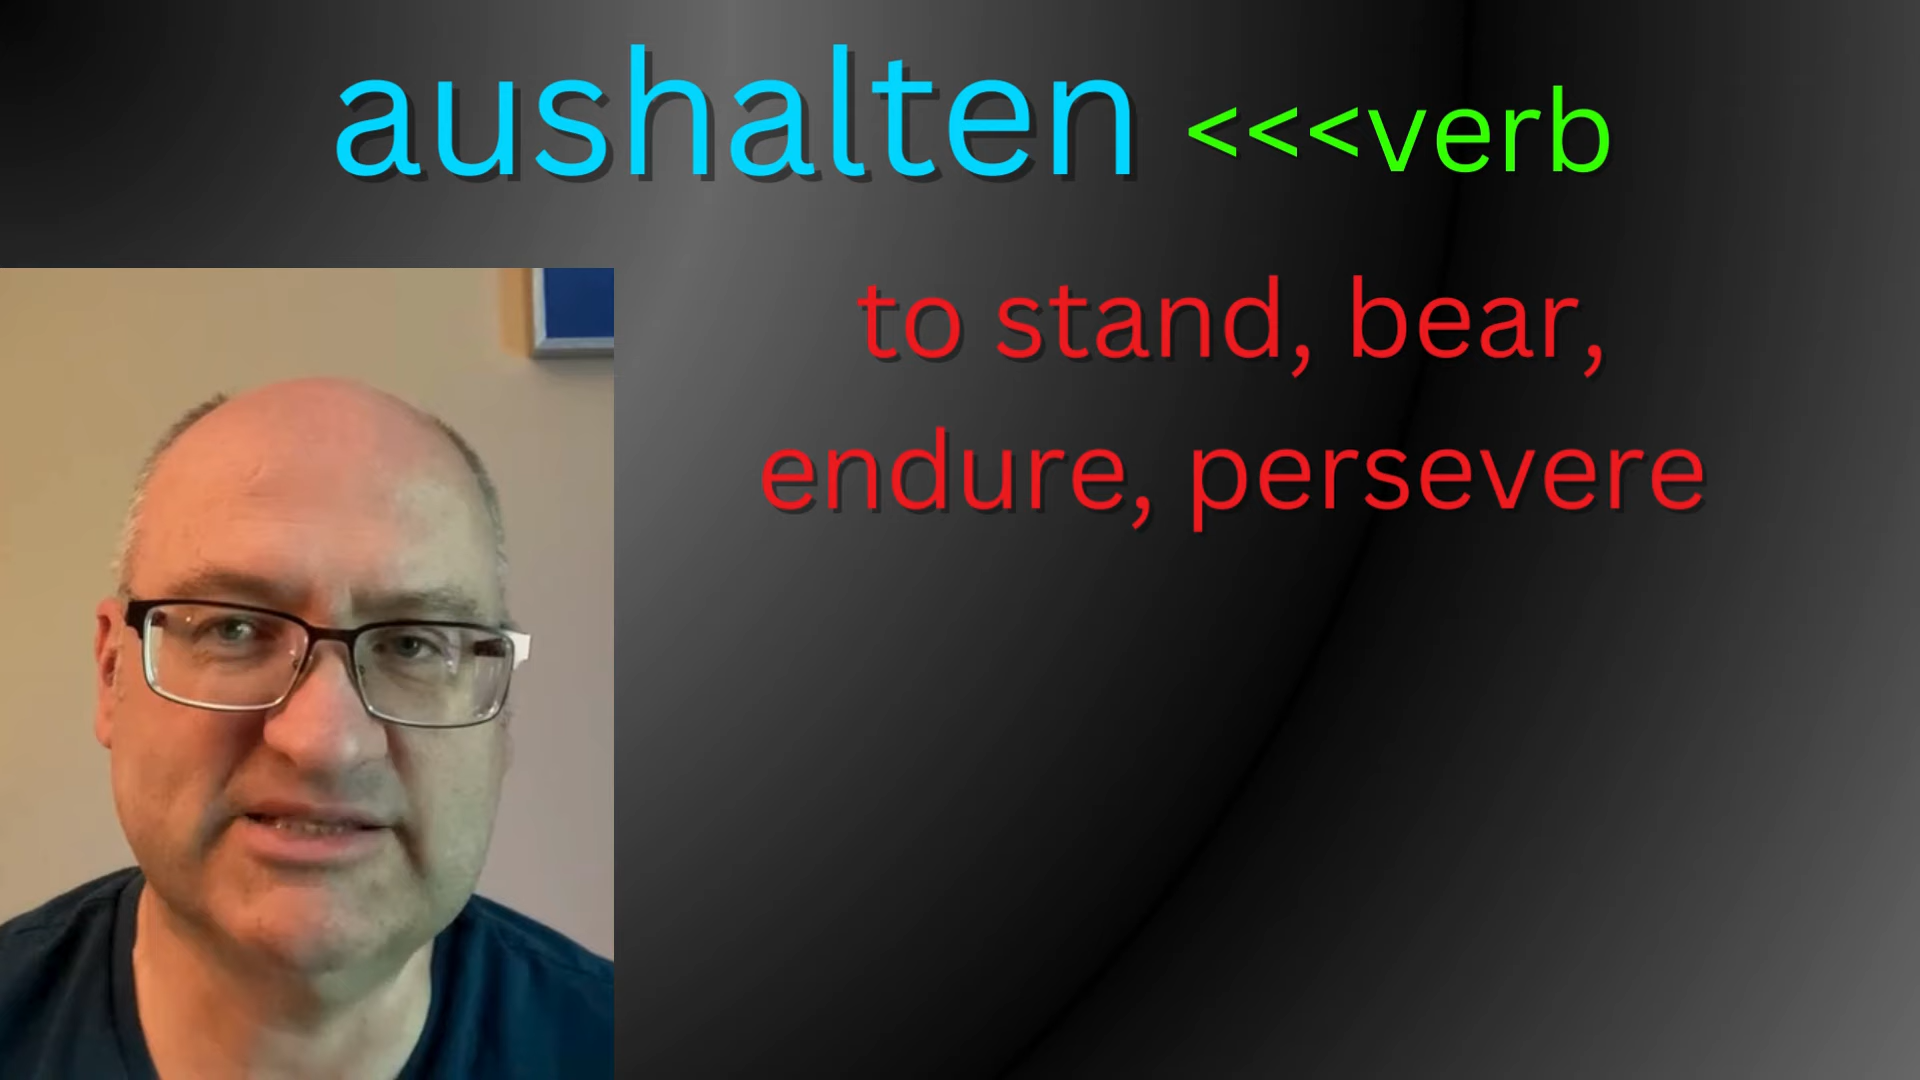 aushalten <<<verb
to stand, bear,
endure, persevere